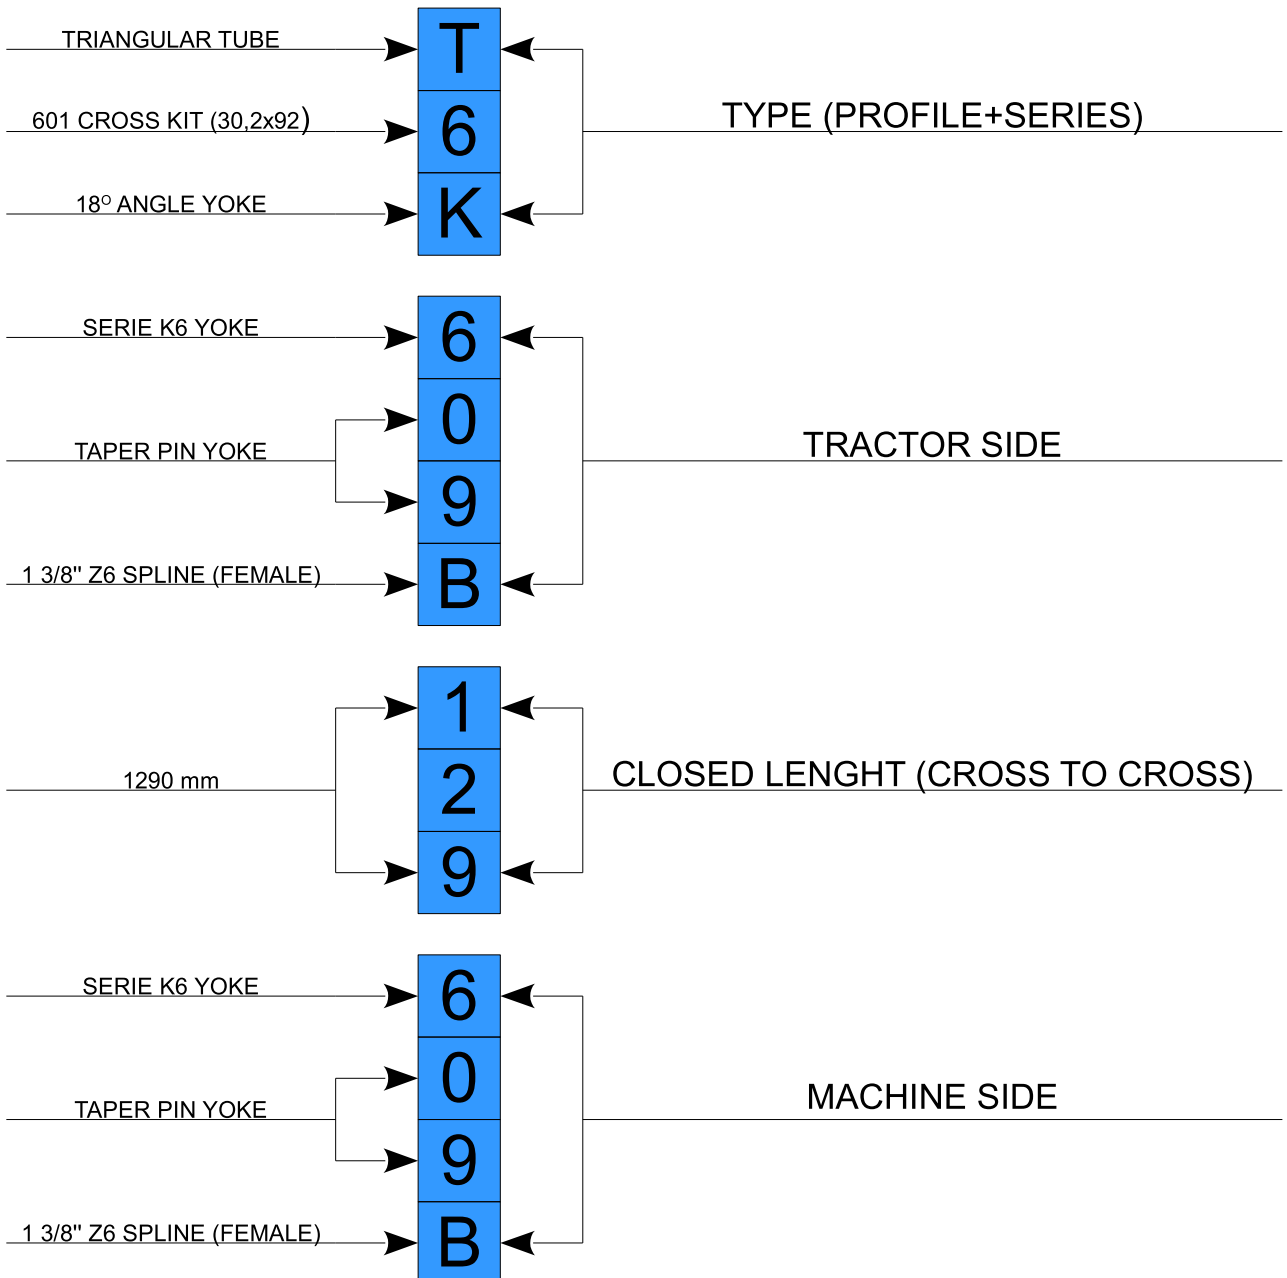 TRIANGULAR TUBE
T
601 CROSS KIT (30,2x92)
6
TYPE (PROFILE+SERIES)
18° ANGLE YOKE
K
SERIE K6 YOKE
6
0
TAPER PIN YOKE
TRACTOR SIDE
9
1 3/8" Z6 SPLINE (FEMALE)
B
1
1290 mm
2
CLOSED LENGHT (CROSS TO CROSS)
9
SERIE K6 YOKE
6
0
TAPER PIN YOKE
MACHINE SIDE
9
1 3/8" Z6 SPLINE (FEMALE)
B